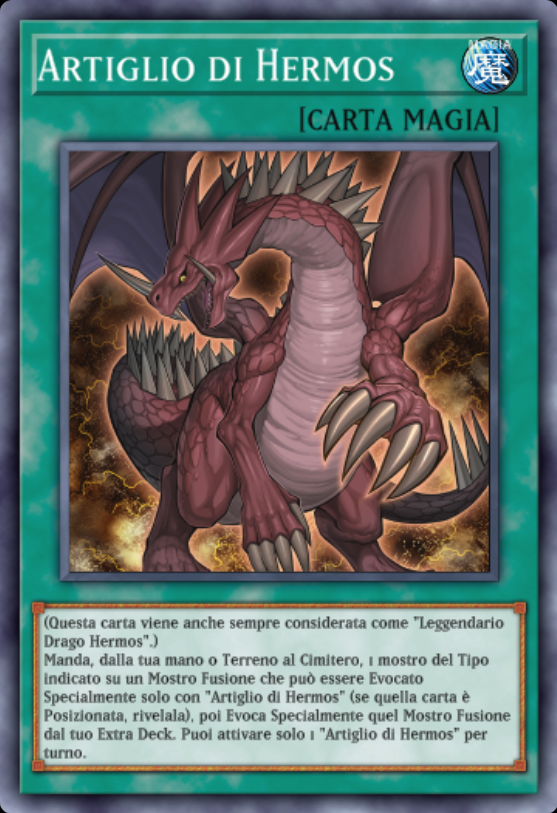 ARTIGLIO DI HERMOS
MAGIA
魔
[CARTA MAGIA]
(Questa carta viene anche sempre considerata come "Leggendario
Drago Hermos".)
Manda, dalla tua mano o Terreno al Cimitero, 1 mostro del Tipo
indicato su un Mostro Fusione che può essere Evocato
Specialmente solo con "Artiglio di Hermos" (se quella carta è
Posizionata, rivelala), poi Evoca Specialmente quel Mostro Fusione
dal tuo Extra Deck. Puoi attivare solo 1 "Artiglio di Hermos" per
turno.